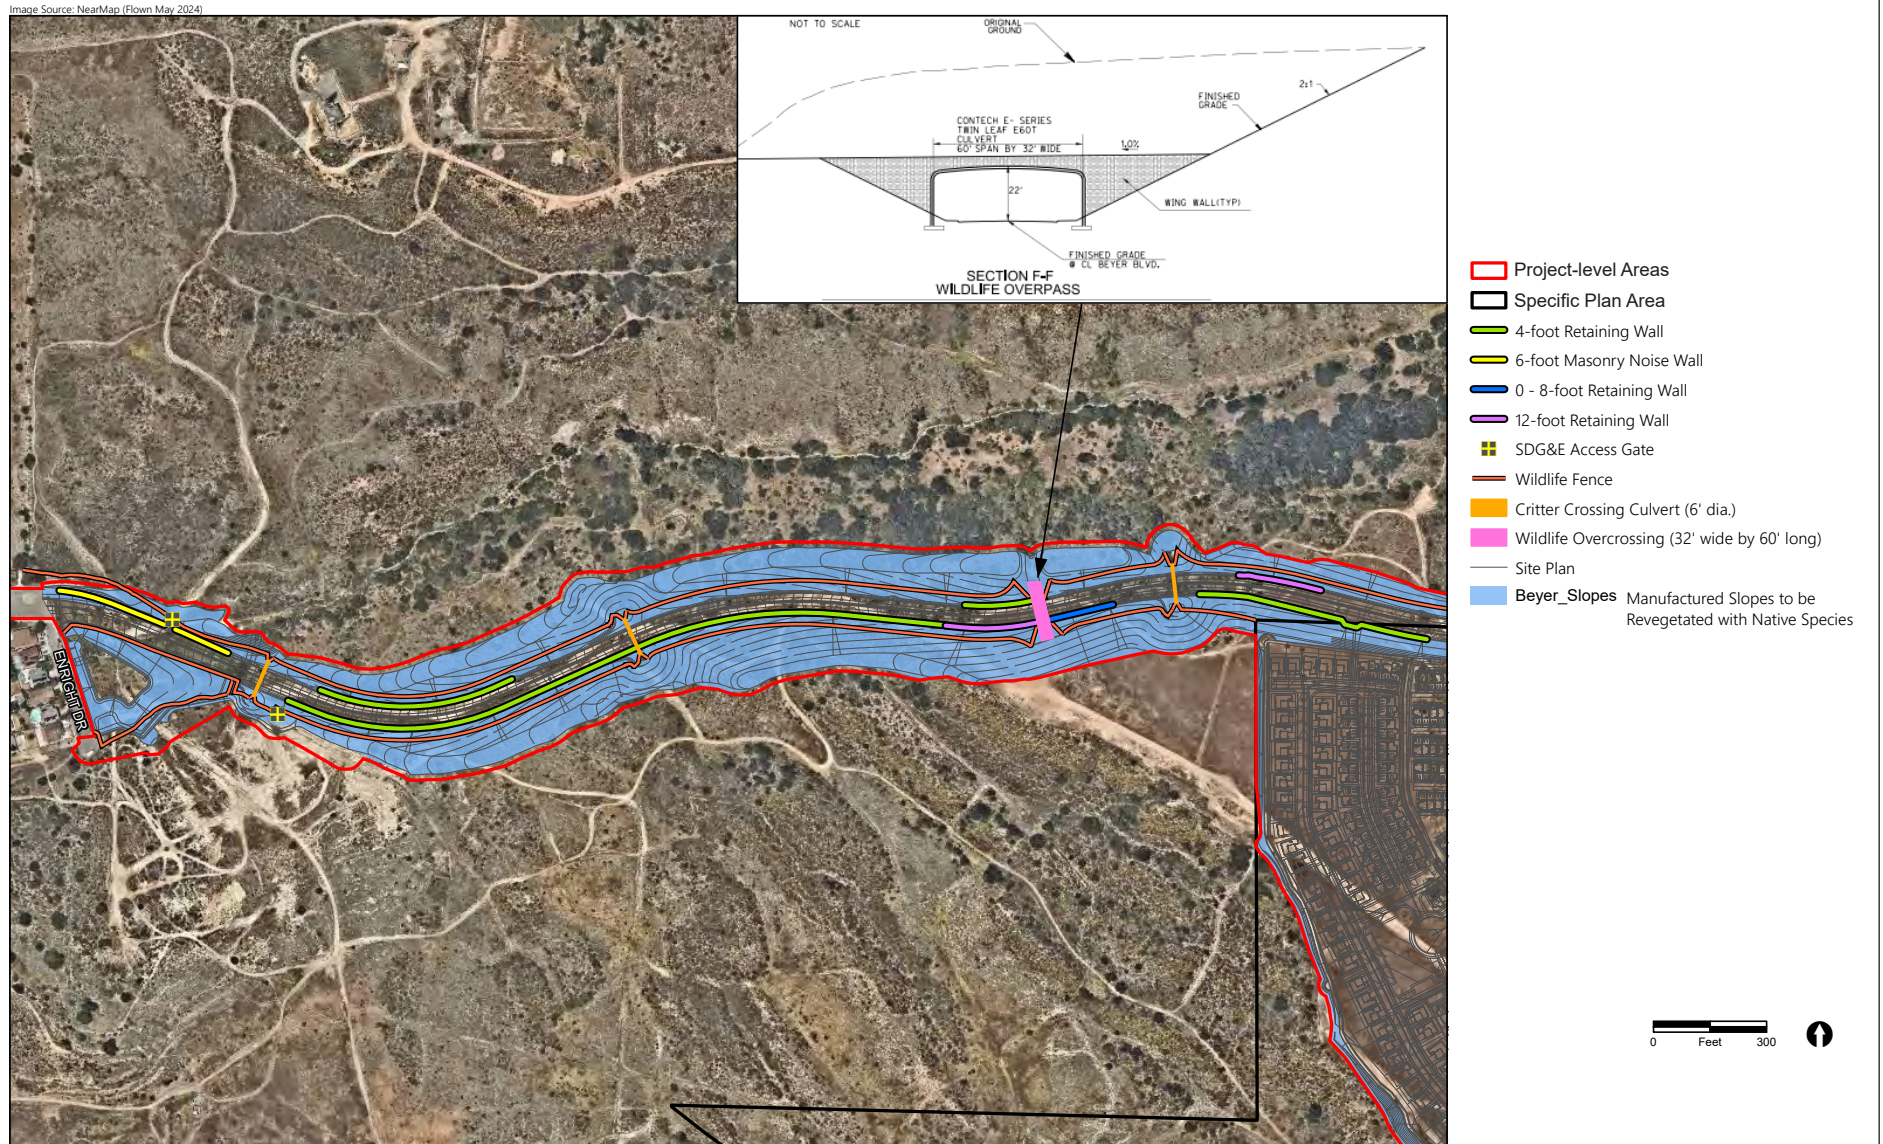 Image Source: NearMap (Flown May 2024)
NOT TO SCALE
ORIGINAL
GROUND
2:1
FINISHED
GRADE
CONTECH E- SERIES
TWIN LEAF E60T
CULVERT
60' SPAN BY 32' WIDE
1.0%
22'
WING WALL(TYP)
FINISHED GRADE
@ CL BEYER BLVD.
SECTION F-F
WILDLIFE OVERPASS
ENRIGHT DR
Project-level Areas
Specific Plan Area
4-foot Retaining Wall
6-foot Masonry Noise Wall
0 - 8-foot Retaining Wall
12-foot Retaining Wall
SDG&E Access Gate
Wildlife Fence
Critter Crossing Culvert (6' dia.)
Wildlife Overcrossing (32' wide by 60' long)
Site Plan
Beyer_Slopes Manufactured Slopes to be
Revegetated with Native Species
0 Feet 300